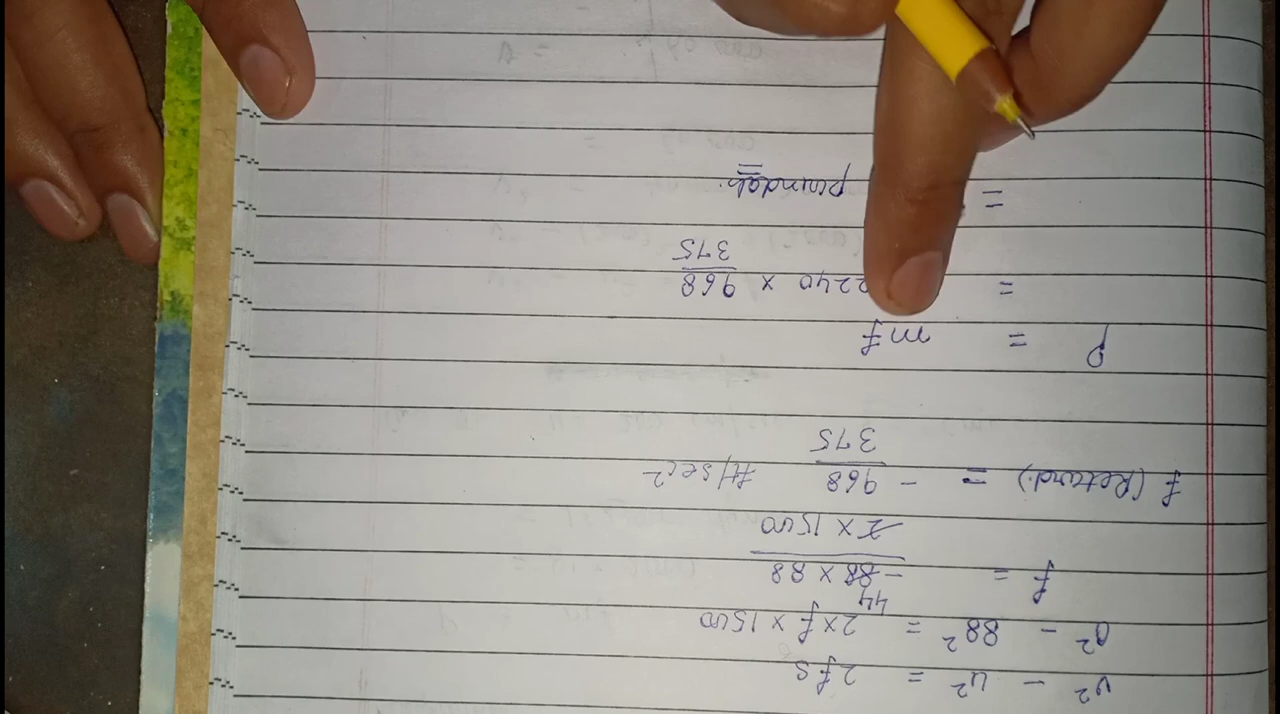 v² - u² = 2fs
0² - 88² = 2 × f × 1500
44
f = - 88 × 88 / 2 × 1500
f (Retard.) = - 968 / 375 ft/sec²
P = mf
= 2240 × 968 / 375
= poundals.